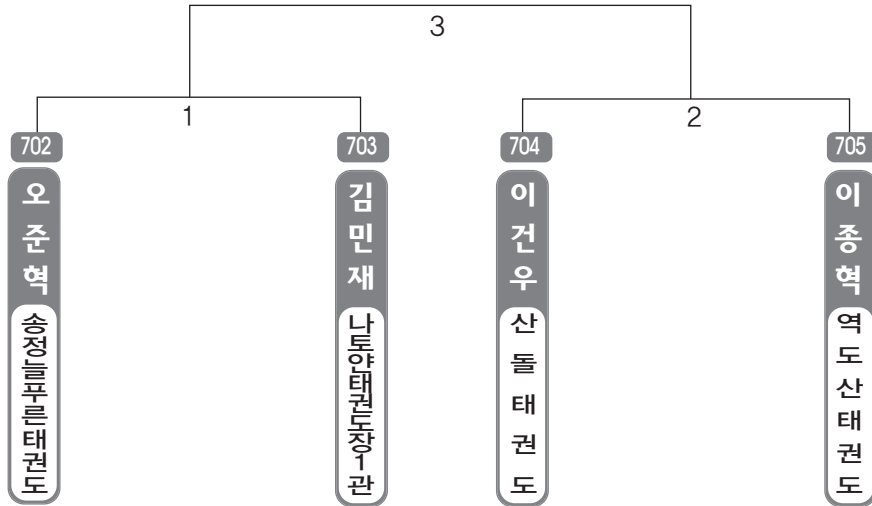 3
1
2
702
703
704
705
오준혁
김민재
이건우
이종혁
송정늘푸른태권도
나토얀태권도장1관
산돌태권도
역도산태권도